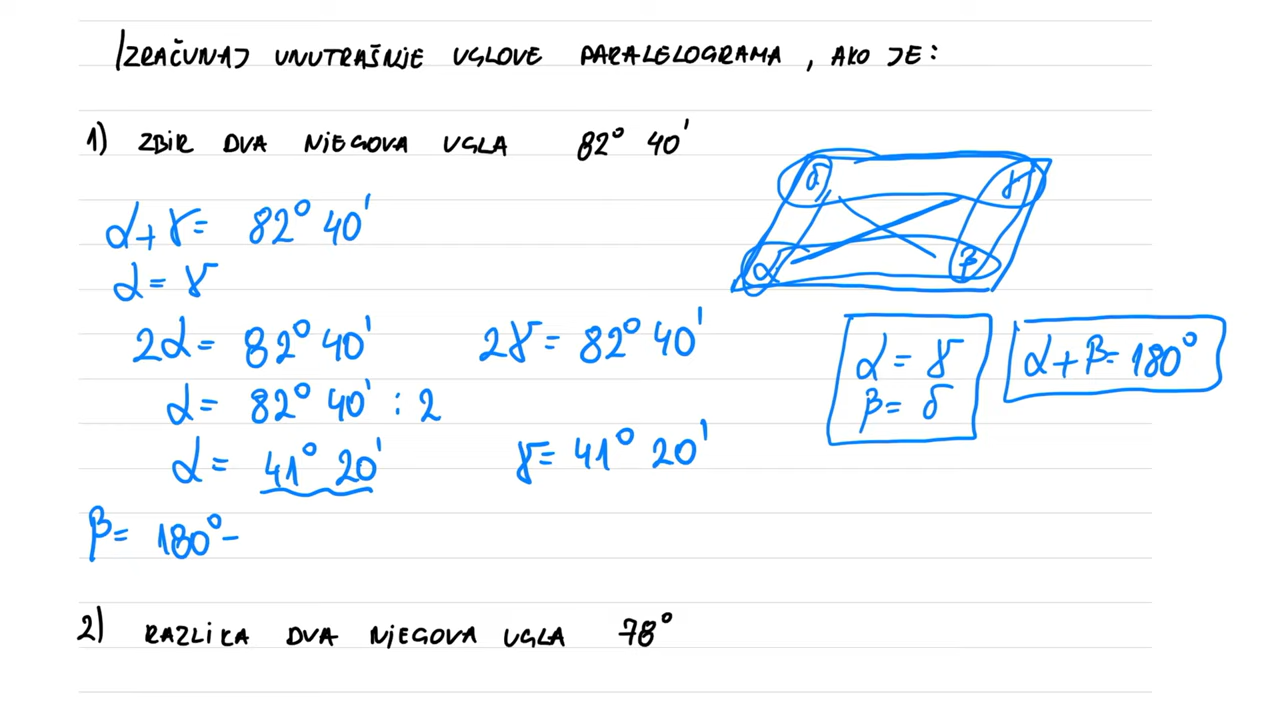 IZRAČUNAJ UNUTRAŠNJE UGLOVE PARALELOGRAMA, AKO JE:
1) ZBIR DVA NJEGOVA UGLA 82° 40'
α + γ = 82° 40'
α = γ
2α = 82° 40' 2γ = 82° 40'
α = 82° 40' : 2
α = 41° 20' γ = 41° 20'
β = 180° -
δ γ
α β
α = γ
β = δ
α + β = 180°
2) RAZLIKA DVA NJEGOVA UGLA 78°